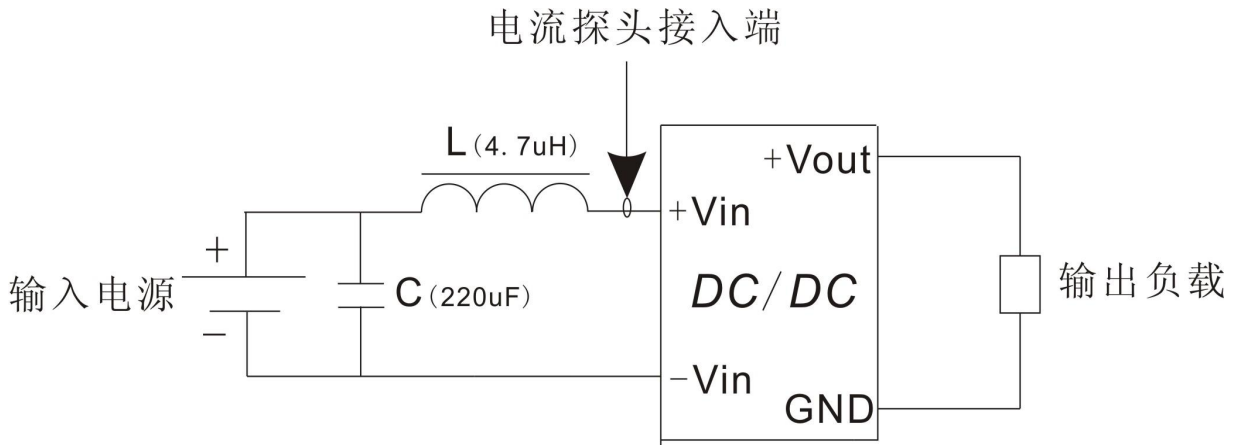 电流探头接入端
L(4.7uH)
+Vout
+Vin
+
输入电源
C(220uF)
DC/DC
输出负载
−
−Vin
GND